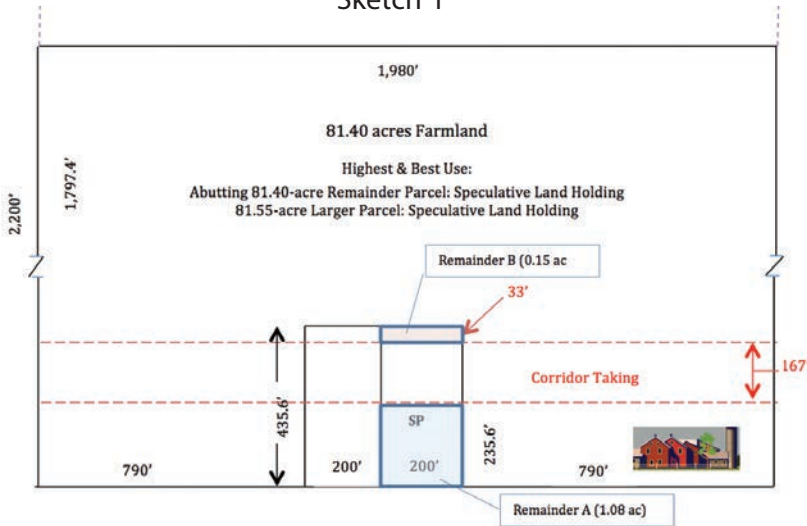 Sketch 1
1,980’
81.40 acres Farmland
Highest & Best Use:
Abutting 81.40-acre Remainder Parcel: Speculative Land Holding
81.55-acre Larger Parcel: Speculative Land Holding
2,200’
1,797.4’
Remainder B (0.15 ac
33’
167’
Corridor Taking
435.6’
SP
235.6’
790’
200’
200’
790’
Remainder A (1.08 ac)